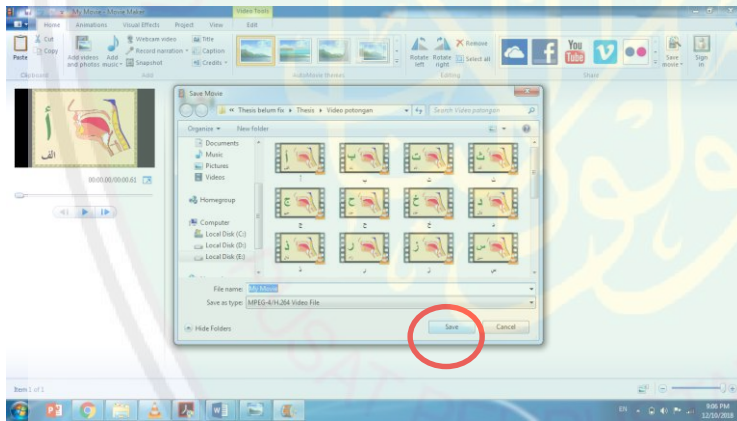 My Movie - Movie Maker
Video Tools
Home Animations Visual Effects Project View Edit
Paste
Cut
Copy
Clipboard
Add videos and photos
Add music
Webcam video
Record narration
Snapshot
Add
Title
Caption
Credits
AutoMovie themes
Rotate left
Rotate right
Remove
Select all
Editing
You Tube
Share
Save movie
Sign in
Save Movie
« Thesis belum fix Thesis Video potongan
Search Video potongan
Organize New folder
Documents
Music
Pictures
Videos
Homegroup
Computer
Local Disk (C:)
Local Disk (D:)
Local Disk (E:)
أ ب ت ث
ج ح خ د
ذ ر ز س
File name: My Movie
Save as type: MPEG-4/H.264 Video File
Hide Folders
Save
Cancel
أ
الف
00:00.00/00:00.61
Item 1 of 1
EN
9:06 PM
12/10/2016